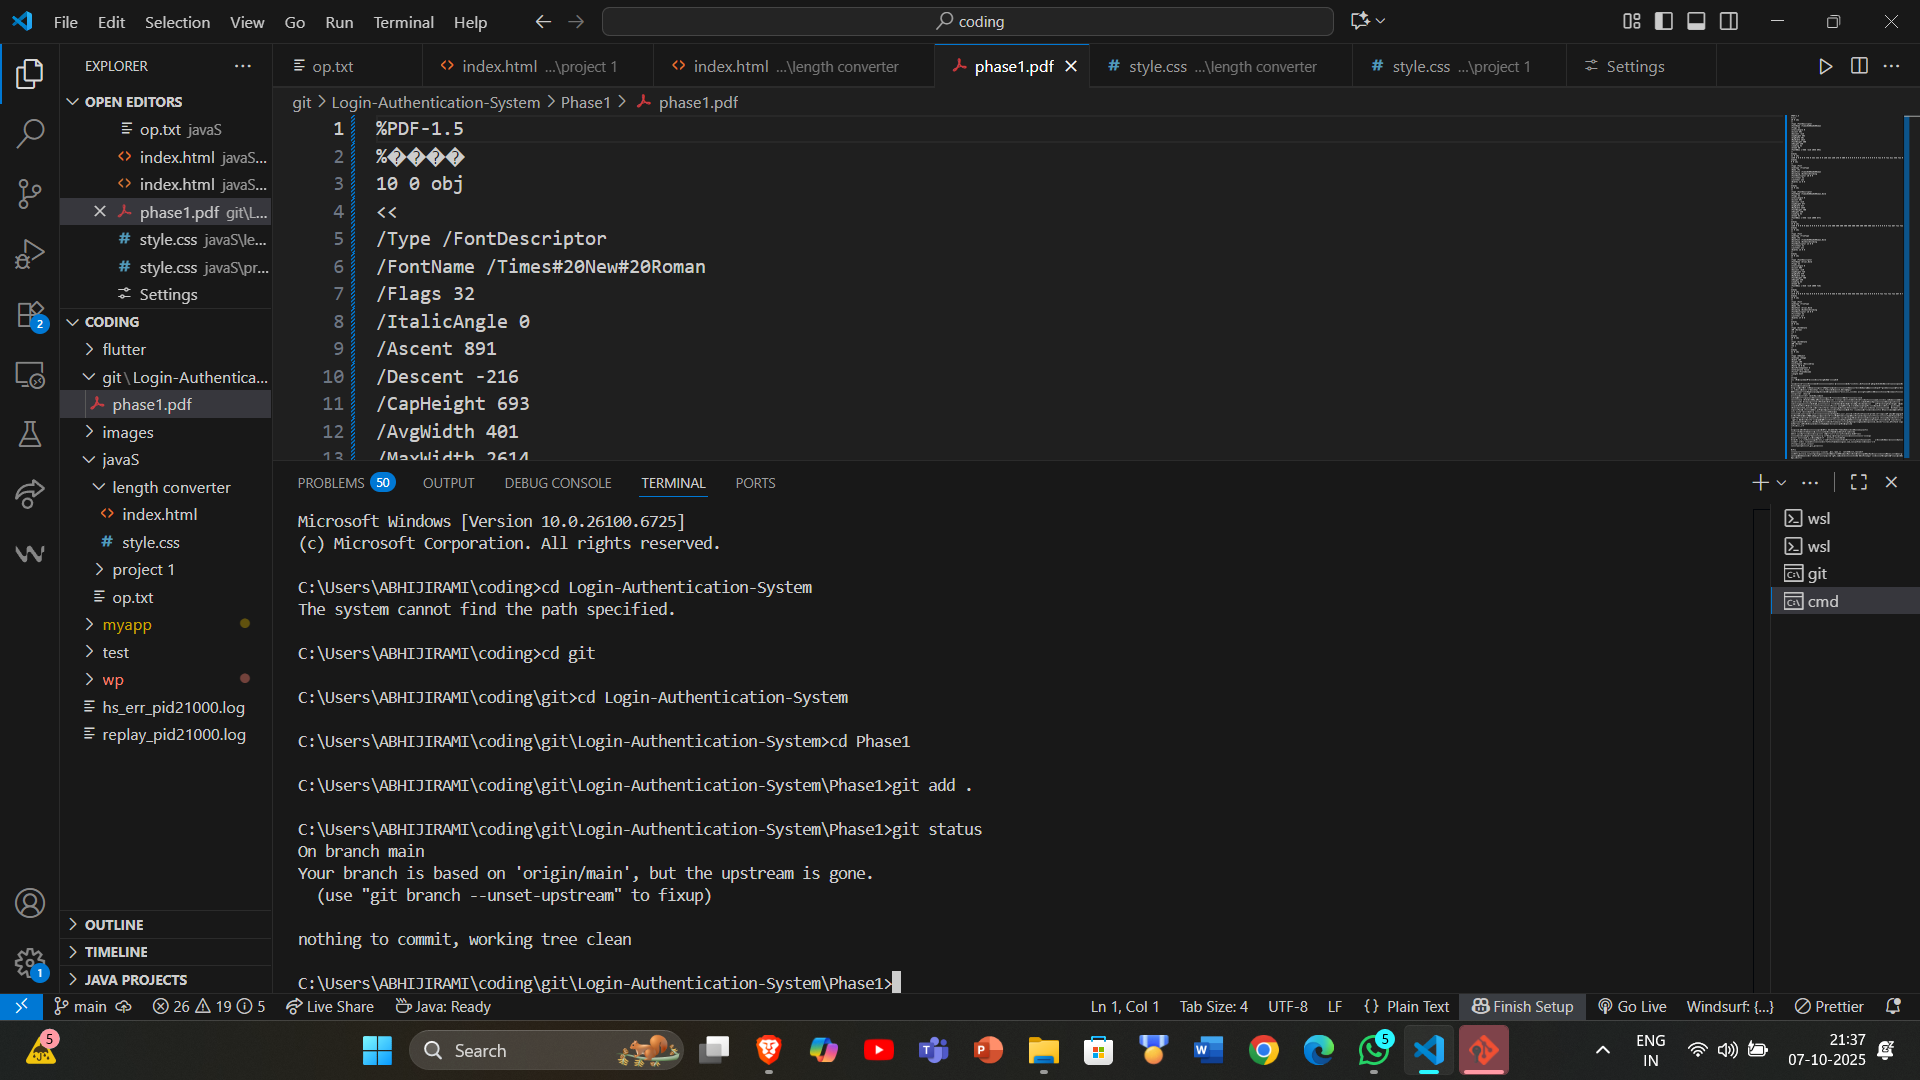 File Edit Selection View Go Run Terminal Help
coding
EXPLORER
OPEN EDITORS
op.txt javaS
index.html javaS...
index.html javaS...
phase1.pdf git\L...
style.css javaS\le...
style.css javaS\pr...
Settings
CODING
flutter
git\Login-Authentica...
phase1.pdf
images
javaS
length converter
index.html
style.css
project 1
op.txt
myapp
test
wp
hs_err_pid21000.log
replay_pid21000.log
OUTLINE
TIMELINE
JAVA PROJECTS
2
1
op.txt
index.html ...\project 1
index.html ...\length converter
phase1.pdf
style.css ...\length converter
style.css ...\project 1
Settings
git > Login-Authentication-System > Phase1 > phase1.pdf
1 %PDF-1.5
2 %����
3 10 0 obj
4 <<
5 /Type /FontDescriptor
6 /FontName /Times#20New#20Roman
7 /Flags 32
8 /ItalicAngle 0
9 /Ascent 891
10 /Descent -216
11 /CapHeight 693
12 /AvgWidth 401
13 /MaxWidth 2614
PROBLEMS 50 OUTPUT DEBUG CONSOLE TERMINAL PORTS
Microsoft Windows [Version 10.0.26100.6725]
(c) Microsoft Corporation. All rights reserved.
C:\Users\ABHIJIRAMI\coding>cd Login-Authentication-System
The system cannot find the path specified.
C:\Users\ABHIJIRAMI\coding>cd git
C:\Users\ABHIJIRAMI\coding\git>cd Login-Authentication-System
C:\Users\ABHIJIRAMI\coding\git\Login-Authentication-System>cd Phase1
C:\Users\ABHIJIRAMI\coding\git\Login-Authentication-System\Phase1>git add .
C:\Users\ABHIJIRAMI\coding\git\Login-Authentication-System\Phase1>git status
On branch main
Your branch is based on 'origin/main', but the upstream is gone.
(use "git branch --unset-upstream" to fixup)
nothing to commit, working tree clean
C:\Users\ABHIJIRAMI\coding\git\Login-Authentication-System\Phase1>
wsl
wsl
git
cmd
main 26 19 5 Live Share Java: Ready
Ln 1, Col 1 Tab Size: 4 UTF-8 LF {} Plain Text Finish Setup Go Live Windsurf: {...} Prettier
5
Search
5
ENG
IN
21:37
07-10-2025